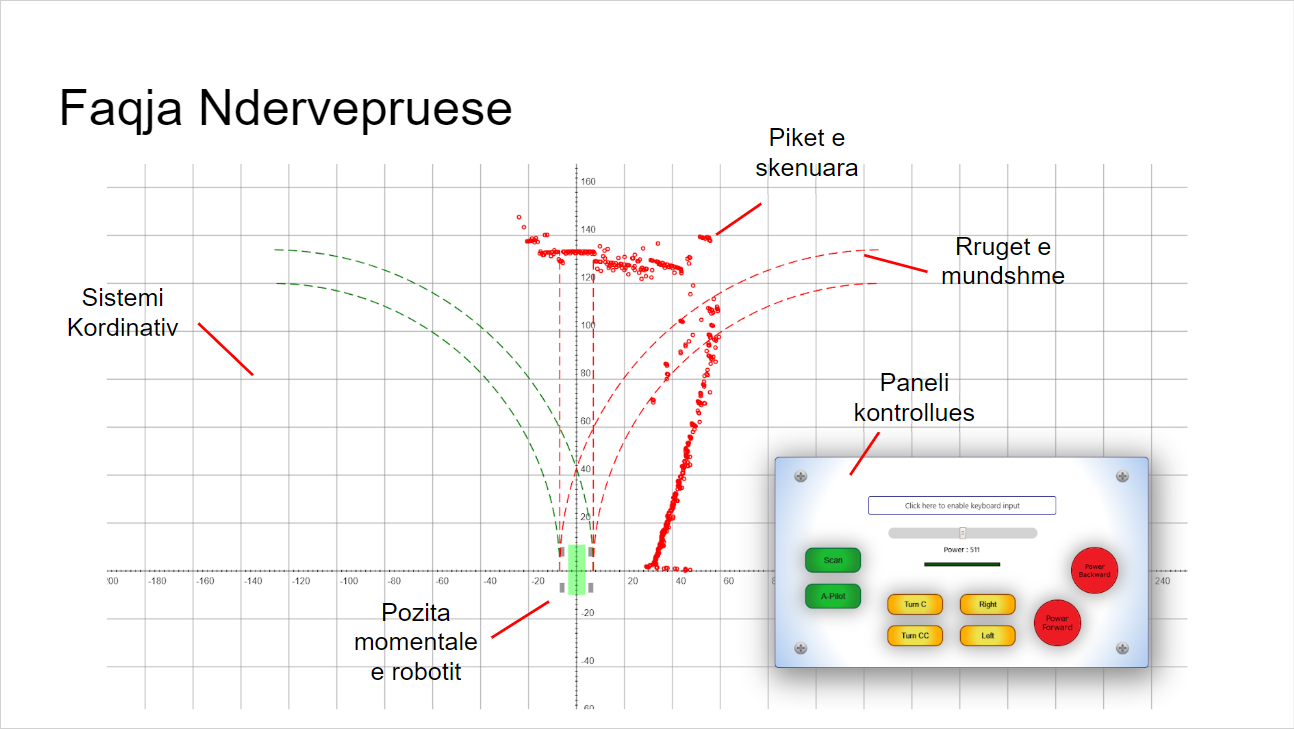 Faqja Ndervepruese
Piket e
skenuara
Rruget e
mundshme
Sistemi
Kordinativ
Paneli
kontrollues
Pozita
momentale
e robotit
160
140
120
100
80
60
40
20
-20
-40
-180 -160 -140 -120 -100 -80 -60 -40 -20 20 40 60 240
Click here to enable keyboard input
Power : 511
Scan
A-Pilot
Turn C
Right
Turn CC
Left
Power
Backward
Power
Forward